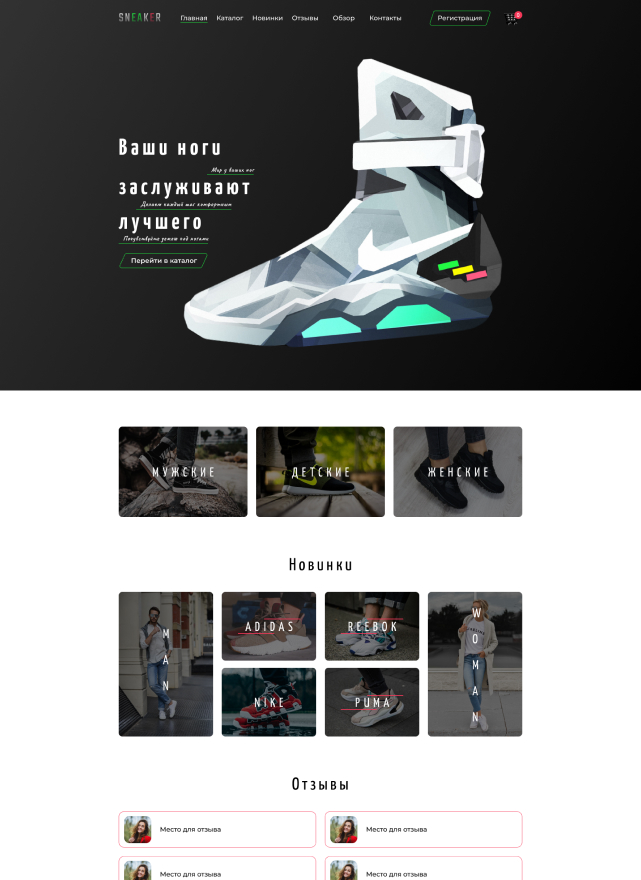 SNEAKER Главная Каталог Новинки Отзывы Обзор Контакты Регистрация
Ваши ноги
Мир у ваших ног
заслуживают
Делаем каждый шаг комфортным
лучшего
Почувствуйте землю под ногами
Перейти в каталог
МУЖСКИЕ ДЕТСКИЕ ЖЕНСКИЕ
Новинки
MAN
ADIDAS REEBOK
NIKE PUMA
WOMAN
Отзывы
Место для отзыва Место для отзыва
Место для отзыва Место для отзыва